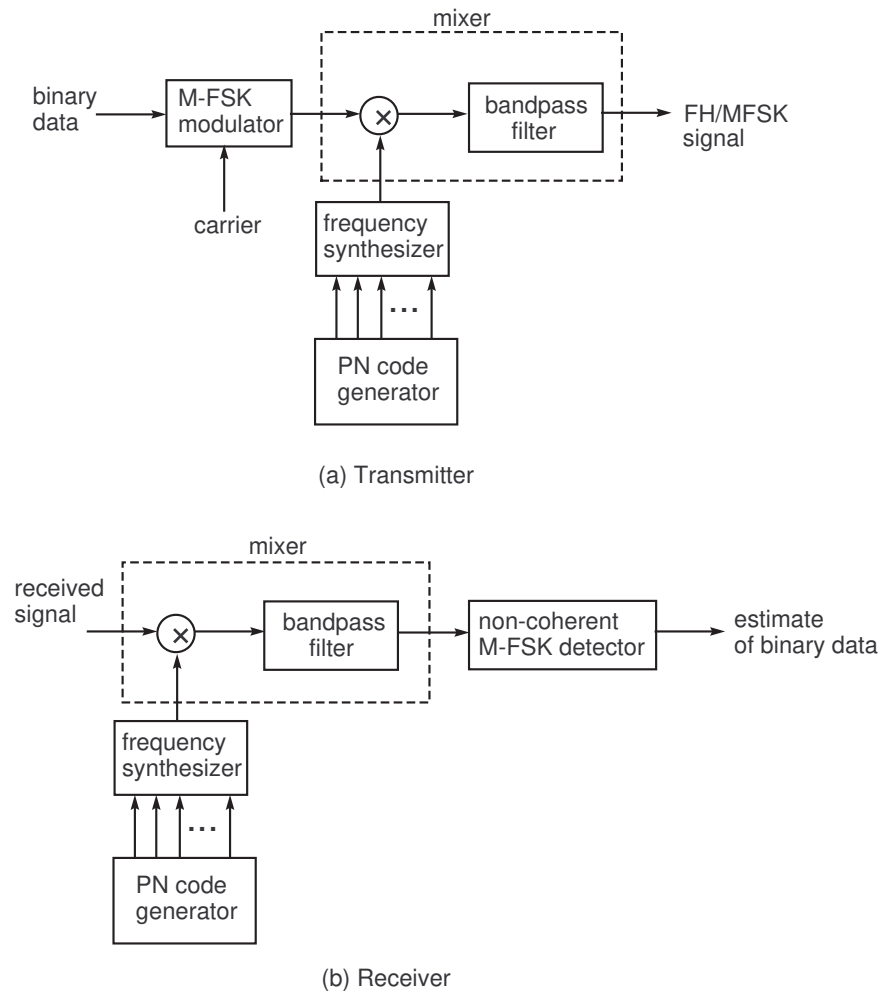 mixer
binary
data
M-FSK
modulator
×
bandpass
filter
FH/MFSK
signal
carrier
frequency
synthesizer
...
PN code
generator
(a) Transmitter
mixer
received
signal
×
bandpass
filter
non-coherent
M-FSK detector
estimate
of binary data
frequency
synthesizer
...
PN code
generator
(b) Receiver